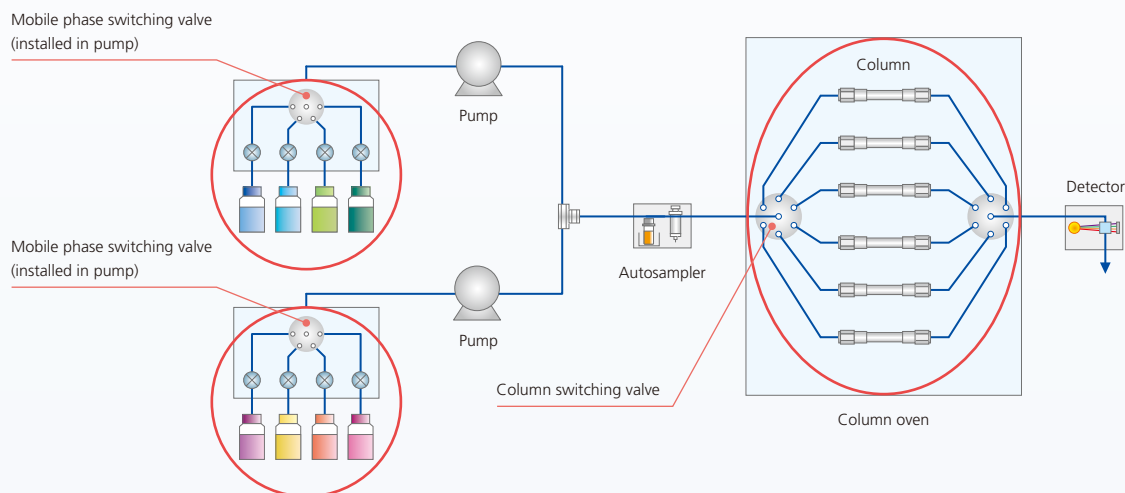 Mobile phase switching valve
(installed in pump)
Pump
Column
Detector
Mobile phase switching valve
(installed in pump)
Autosampler
Pump
Column switching valve
Column oven